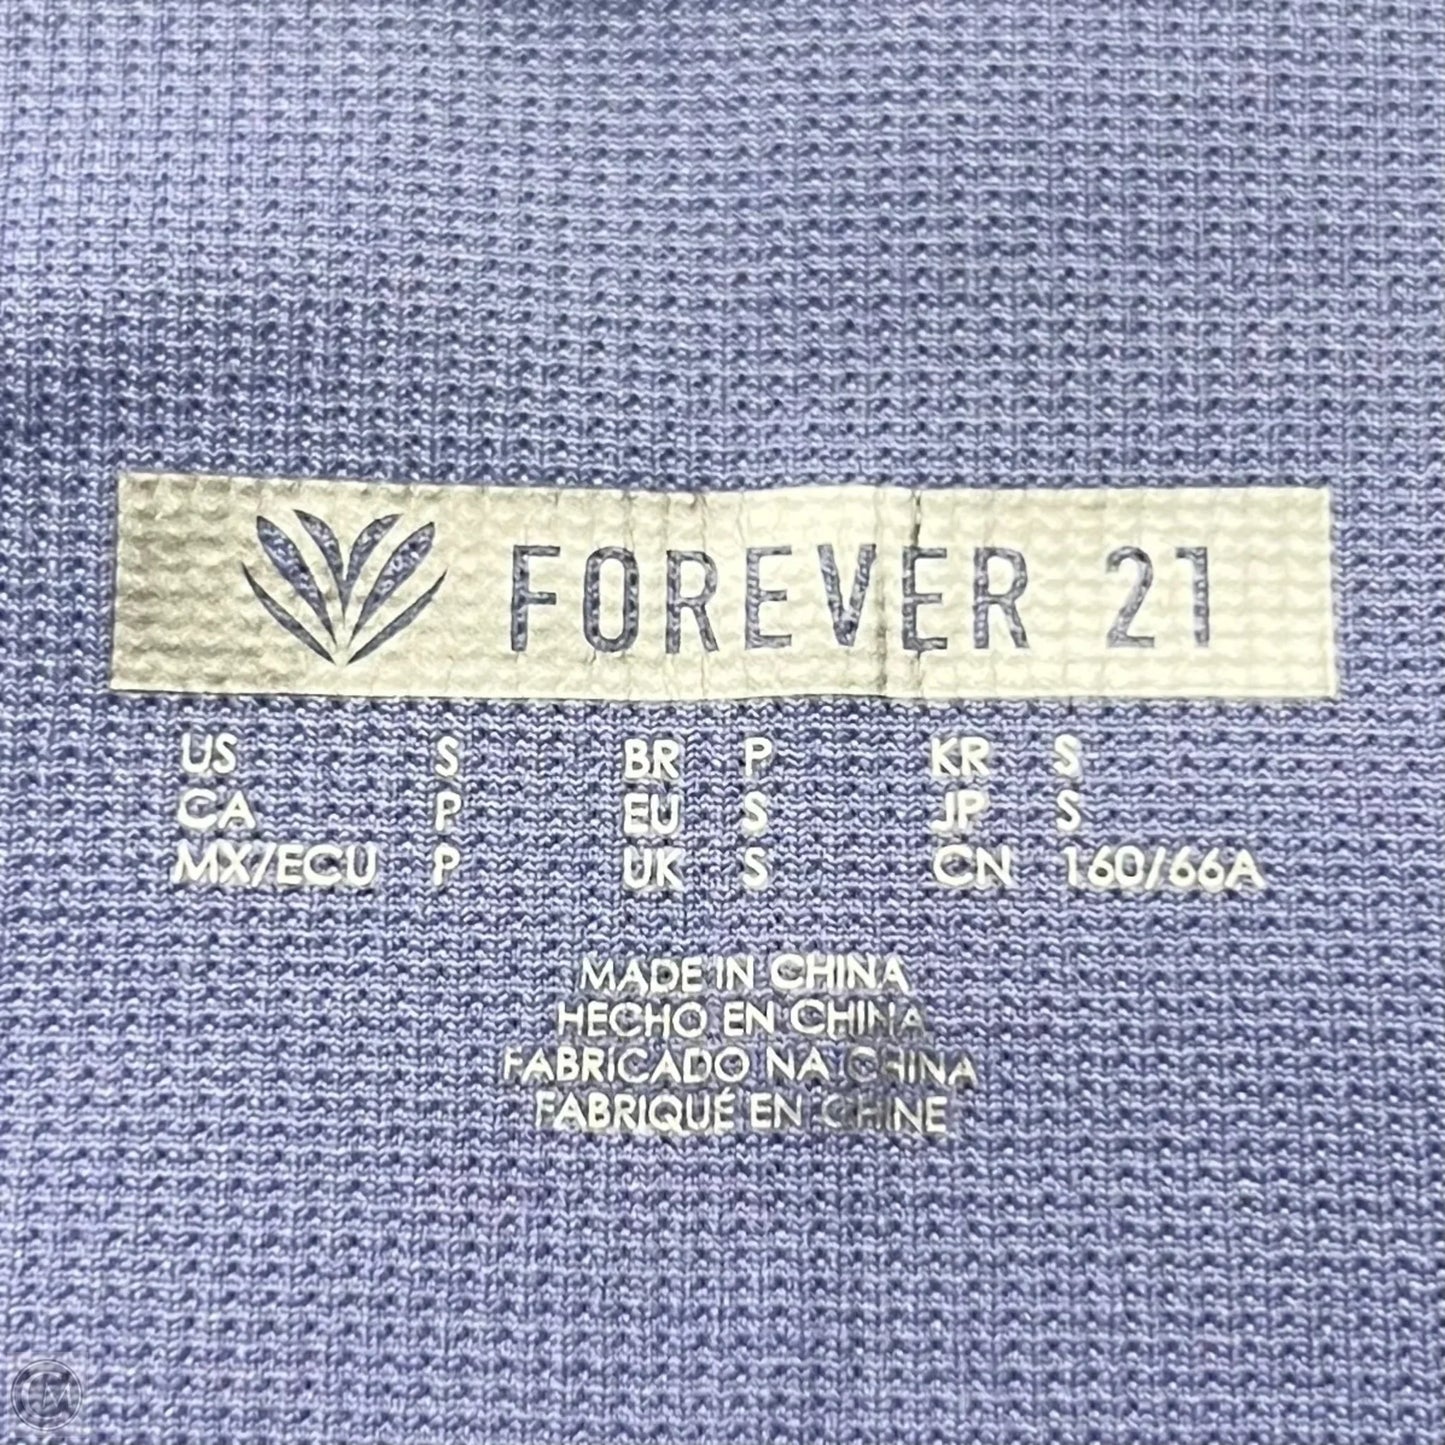 FOREVER 21
US S BR P KR S
CA P EU S JP S
MX/ECU P UK S CN 160/66A
MADE IN CHINA
HECHO EN CHINA
FABRICADO NA CHINA
FABRIQUÉ EN CHINE
CM